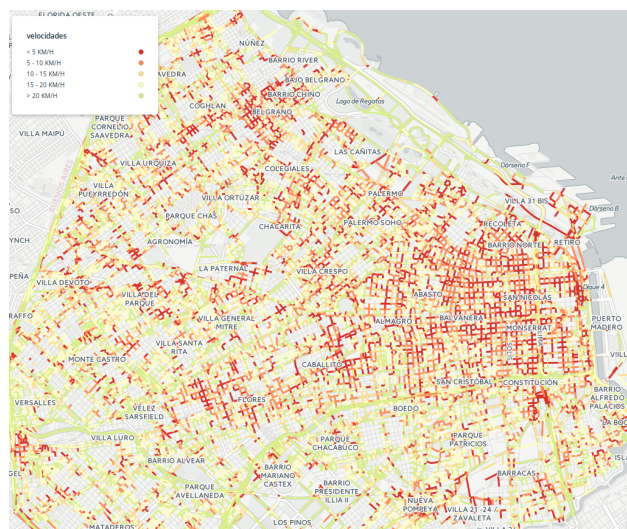 FLORIDA OESTE
velocidades
< 5 KM/H
5 - 10 KM/H
10 - 15 KM/H
15 - 20 KM/H
> 20 KM/H
NÚÑEZ
BARRIO RIVER
BAJO BELGRANO
AVEDRA
BARRIO CHINO
Lago de Regatas
COGHLAN
BELGRANO
PARQUE
CORNELIO
SAAVEDRA
VILLA MAIPÚ
LAS CAÑITAS
VILLA URQUIZA
COLEGIALES
Dársena F
VILLA
PUEYRREDÓN
VILLA ORTÚZAR
PALERMO
VILLA 31 BIS
Dársena B
PARQUE CHAS
CHACARITA
PALERMO SOHO
RECOLETA
YNCH
AGRONOMÍA
BARRIO NORTE
RETIRO
LA PATERNAL
VILLA CRESPO
PEÑA
VILLA DEVOTO
VILLA DEL
PARQUE
ABASTO
SAN NICOLÁS
Dique 4
RAFFO
VILLA GENERAL
MITRE
ALMAGRO
BALVANERA
MONSERRAT
PUERTO
MADERO
VILLA SANTA
RITA
MONTE CASTRO
CABALLITO
SAN CRISTÓBAL
CONSTITUCIÓN
VERSALLES
FLORES
BOEDO
BARRIO
ALFREDO
PALACIOS
VÉLEZ
SARSFIELD
LA BOC
VILLA LURO
PARQUE
CHACABUCO
PARQUE
PATRICIOS
BARRIO ALVEAR
BARRIO
MARIANO
CASTEX
BARRACAS
PARQUE
AVELLANEDA
BARRIO
PRESIDENTE
ILLIA II
NUEVA
POMPEYA
VILLA 21 -24
ZAVALETA
LOS PINOS
MATADEROS